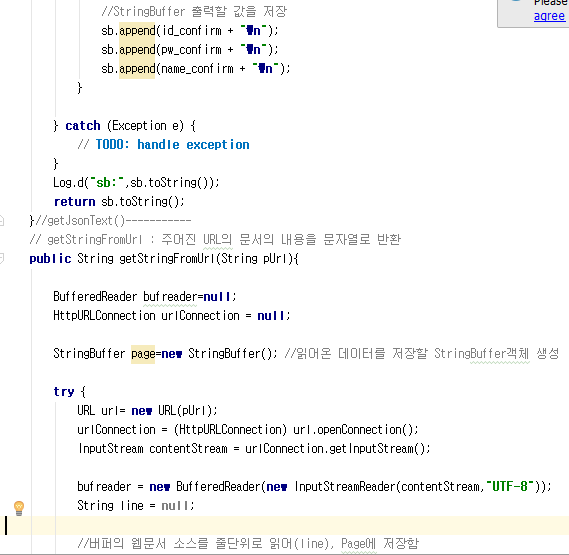 Please
agree
//StringBuffer 출력할 값을 저장
sb.append(id_confirm + "₩n");
sb.append(pw_confirm + "₩n");
sb.append(name_confirm + "₩n");
}
} catch (Exception e) {
// TODO: handle exception
}
Log.d("sb:",sb.toString());
return sb.toString();
}//getJsonText()-----------
// getStringFromUrl : 주어진 URL의 문서의 내용을 문자열로 반환
public String getStringFromUrl(String pUrl){
BufferedReader bufreader=null;
HttpURLConnection urlConnection = null;
StringBuffer page=new StringBuffer(); //읽어온 데이터를 저장할 StringBuffer객체 생성
try {
URL url= new URL(pUrl);
urlConnection = (HttpURLConnection) url.openConnection();
InputStream contentStream = urlConnection.getInputStream();
bufreader = new BufferedReader(new InputStreamReader(contentStream,"UTF-8"));
String line = null;
//버퍼의 웹문서 소스를 줄단위로 읽어(line), Page에 저장함